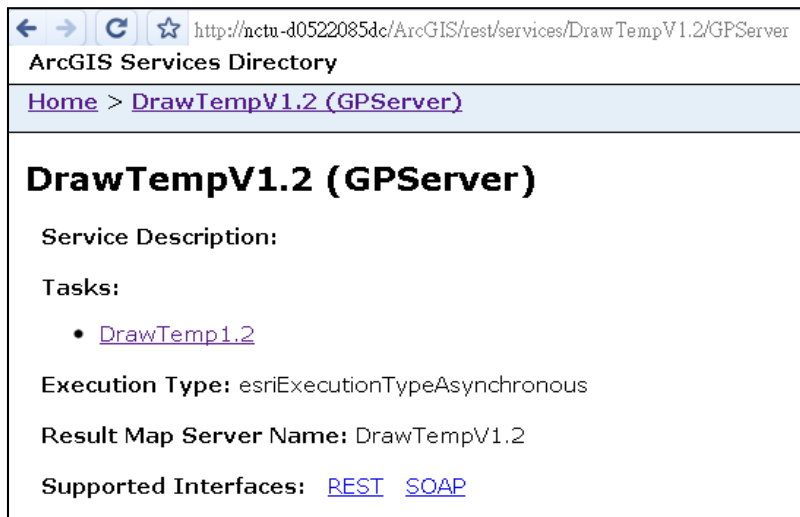 http://nctu-d0522085dc/ArcGIS/rest/services/DrawTempV1.2/GPServer
ArcGIS Services Directory
Home > DrawTempV1.2 (GPServer)
DrawTempV1.2 (GPServer)
Service Description:
Tasks:
• DrawTemp1.2
Execution Type: esriExecutionTypeAsynchronous
Result Map Server Name: DrawTempV1.2
Supported Interfaces: REST SOAP